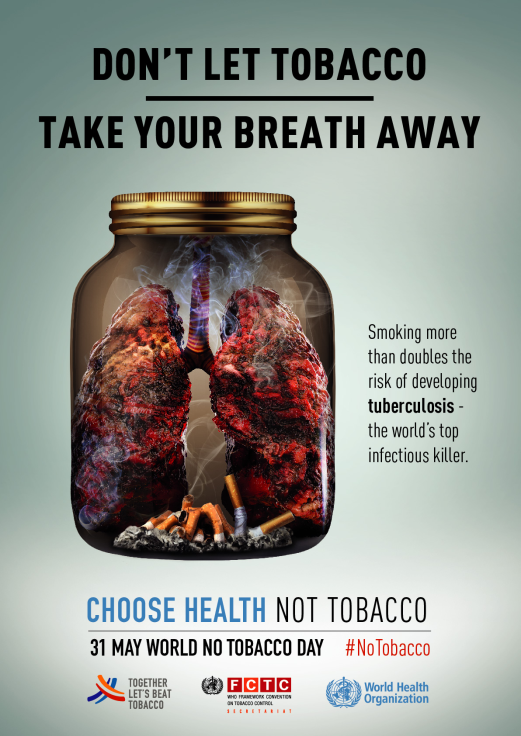 DON'T LET TOBACCO
TAKE YOUR BREATH AWAY
Smoking more
than doubles the
risk of developing
tuberculosis -
the world's top
infectious killer.
CHOOSE HEALTH NOT TOBACCO
31 MAY WORLD NO TOBACCO DAY #NoTobacco
TOGETHER
LET'S BEAT
TOBACCO
FCTC
WHO FRAMEWORK CONVENTION
ON TOBACCO CONTROL
SECRETARIAT
World Health
Organization